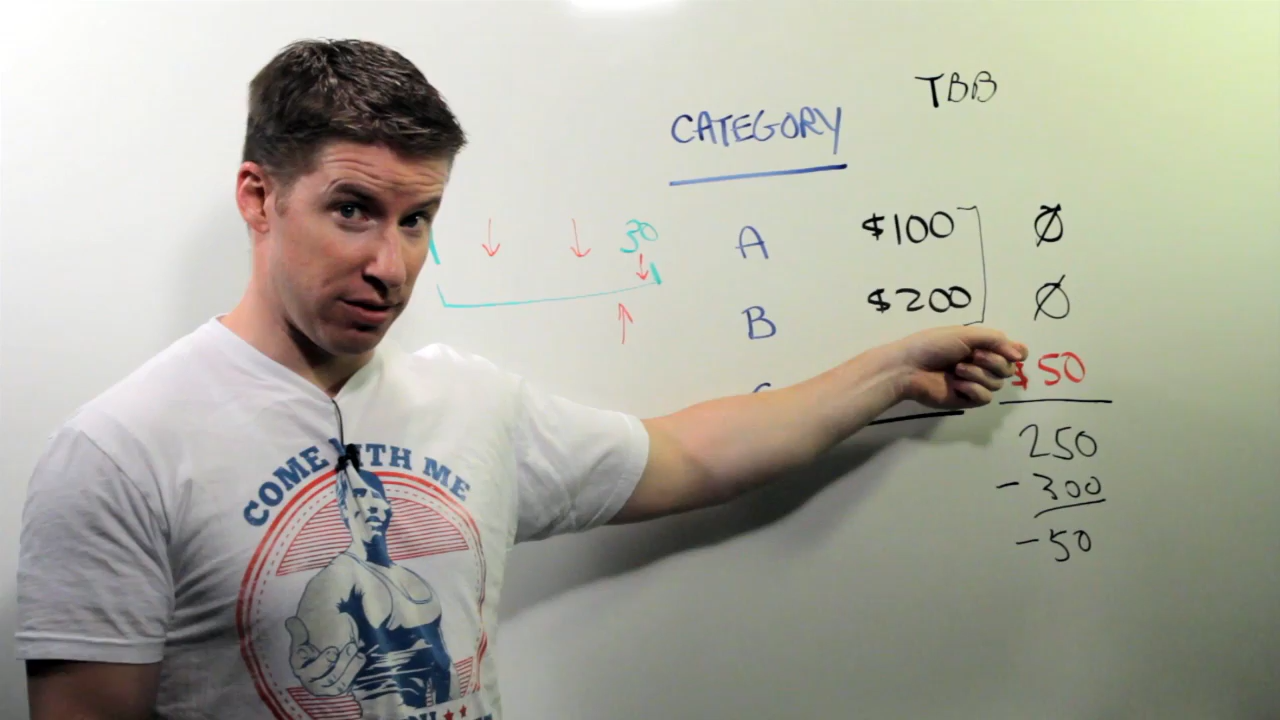 TBB
CATEGORY
30
A $100 Ø
B $200 Ø
$50
250
-300
-50
COME WITH ME